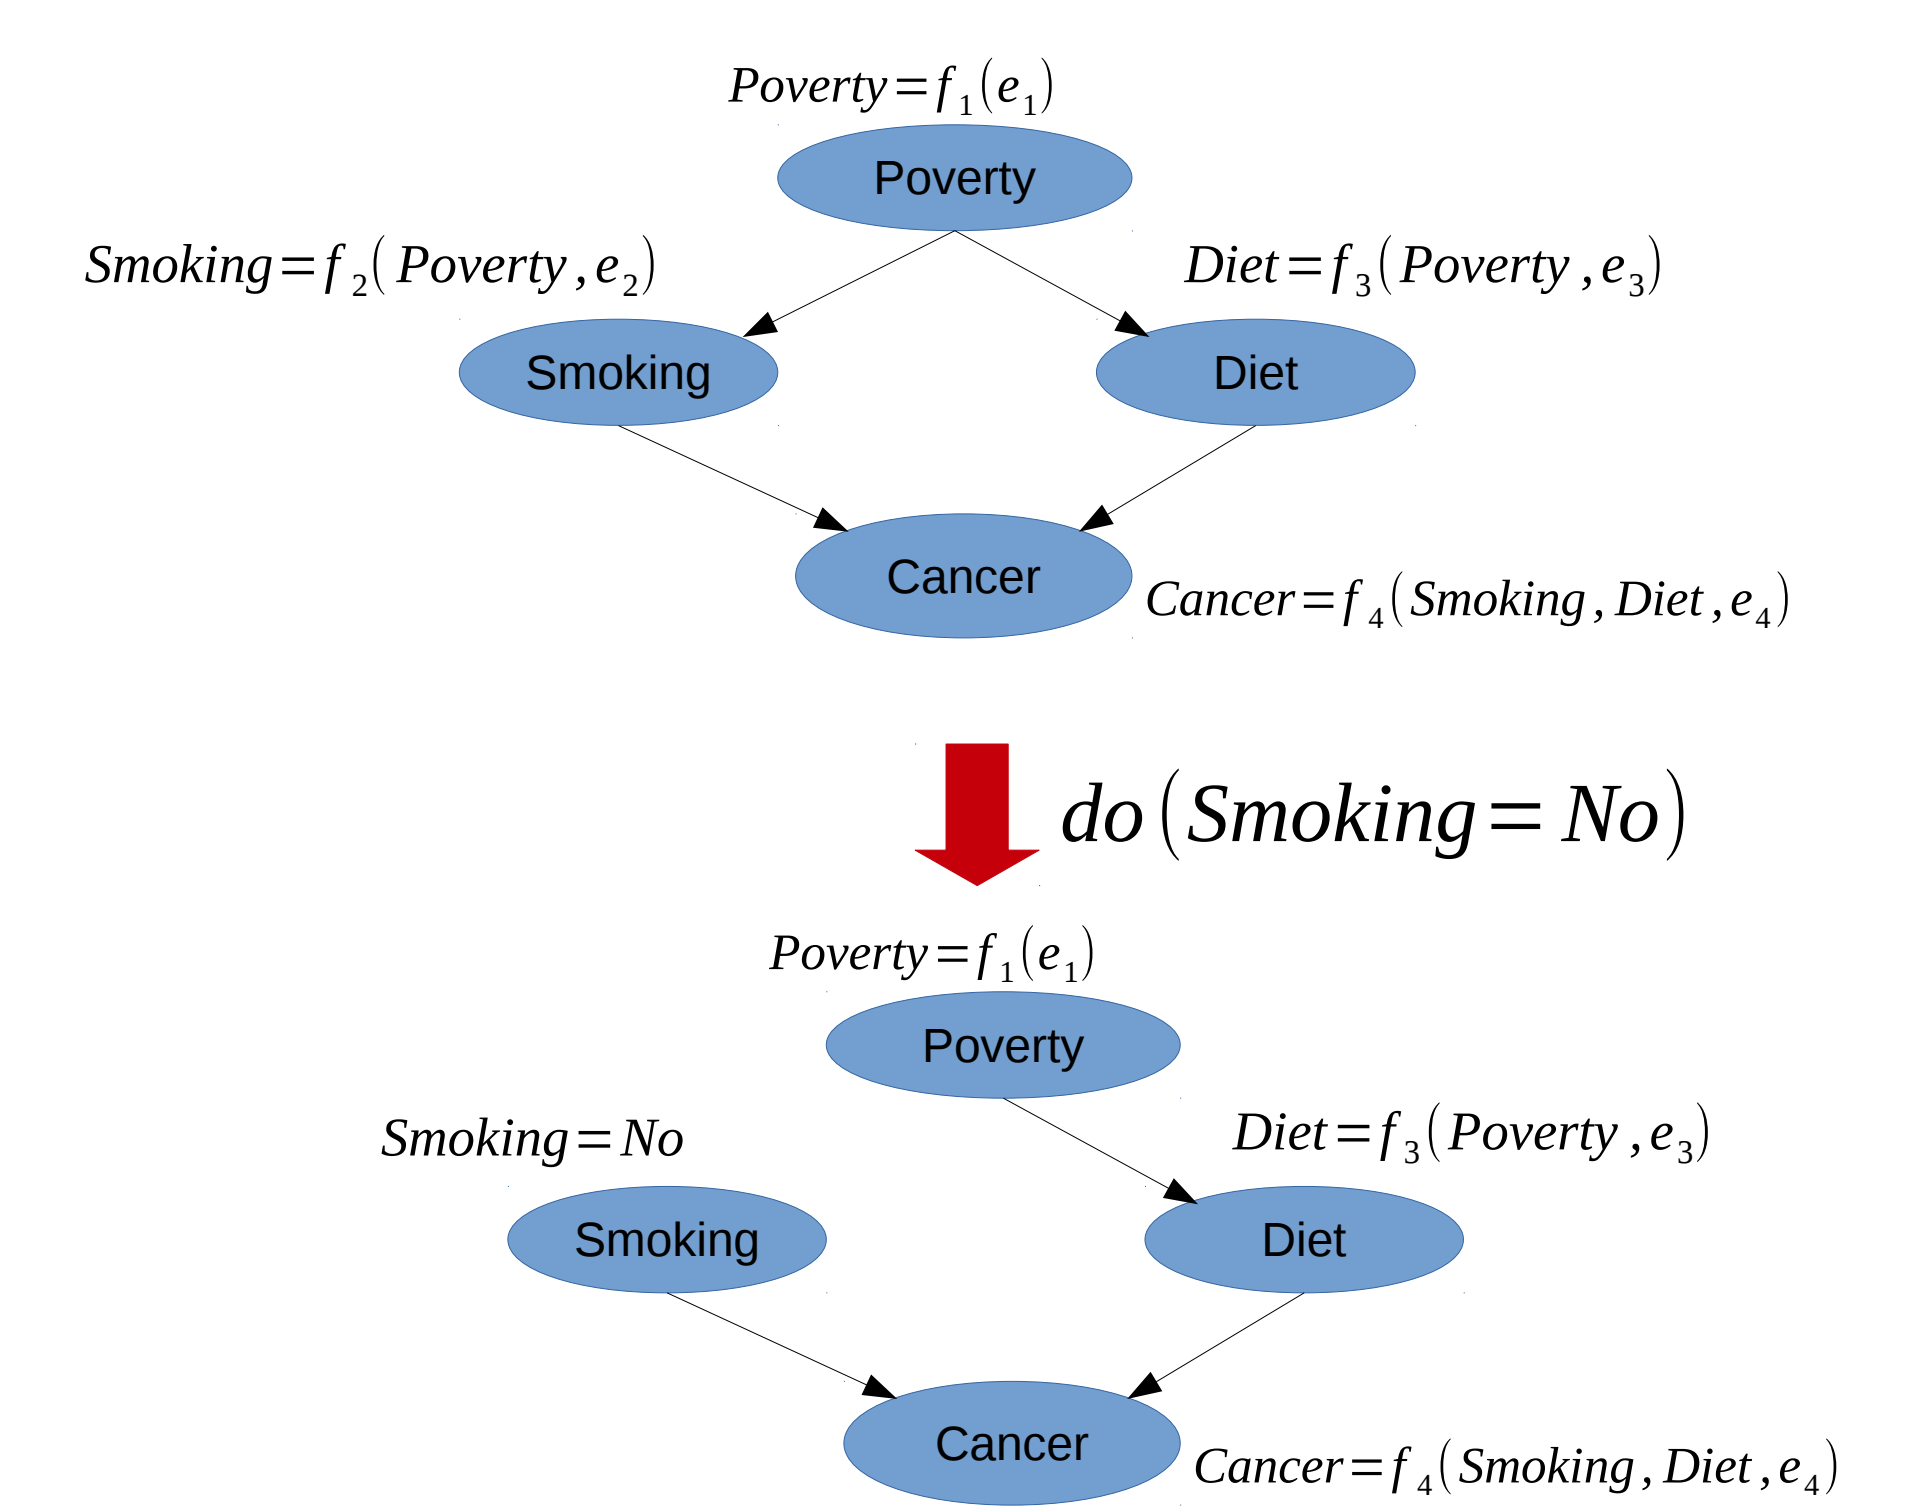 Poverty=f₁(e₁)
Poverty
Smoking=f₂(Poverty,e₂)
Diet=f₃(Poverty,e₃)
Smoking
Diet
Cancer
Cancer=f₄(Smoking,Diet,e₄)
do(Smoking=No)
Poverty=f₁(e₁)
Poverty
Smoking=No
Diet=f₃(Poverty,e₃)
Smoking
Diet
Cancer
Cancer=f₄(Smoking,Diet,e₄)